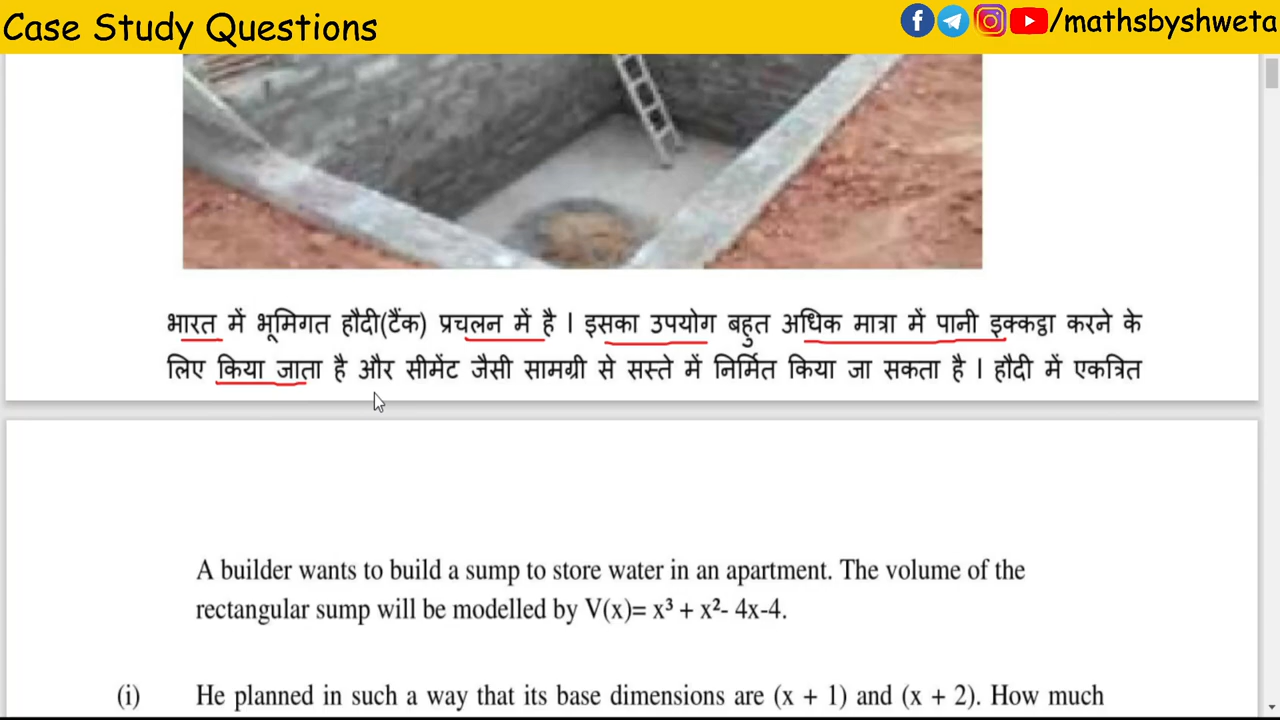 Case Study Questions
/mathsbyshweta
भारत में भूमिगत हौदी(टैंक) प्रचलन में है । इसका उपयोग बहुत अधिक मात्रा में पानी इक्कट्ठा करने के
लिए किया जाता है और सीमेंट जैसी सामग्री से सस्ते में निर्मित किया जा सकता है । हौदी में एकत्रित
A builder wants to build a sump to store water in an apartment. The volume of the
rectangular sump will be modelled by V(x)= x³ + x²- 4x-4.
(i) He planned in such a way that its base dimensions are (x + 1) and (x + 2). How much